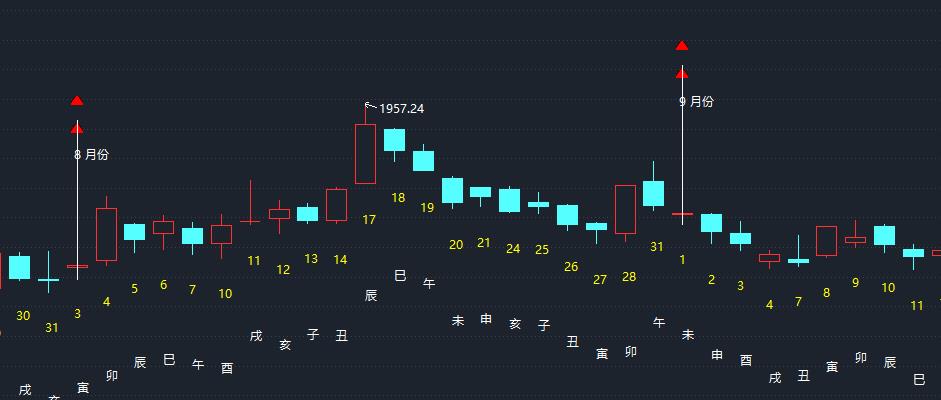 9 月份
1957.24
8 月份
18
19
17
20
21
31
24
25
11
13
14
1
12
26
2
27
28
3
10
8
9
10
4
7
11
5
6
7
4
30
31
3
巳
午
辰
未
申
亥
子
午
戌
子
丑
未
亥
丑
寅
卯
申
酉
辰
巳
午
酉
卯
辰
卯
寅
戌
丑
寅
巳
戌